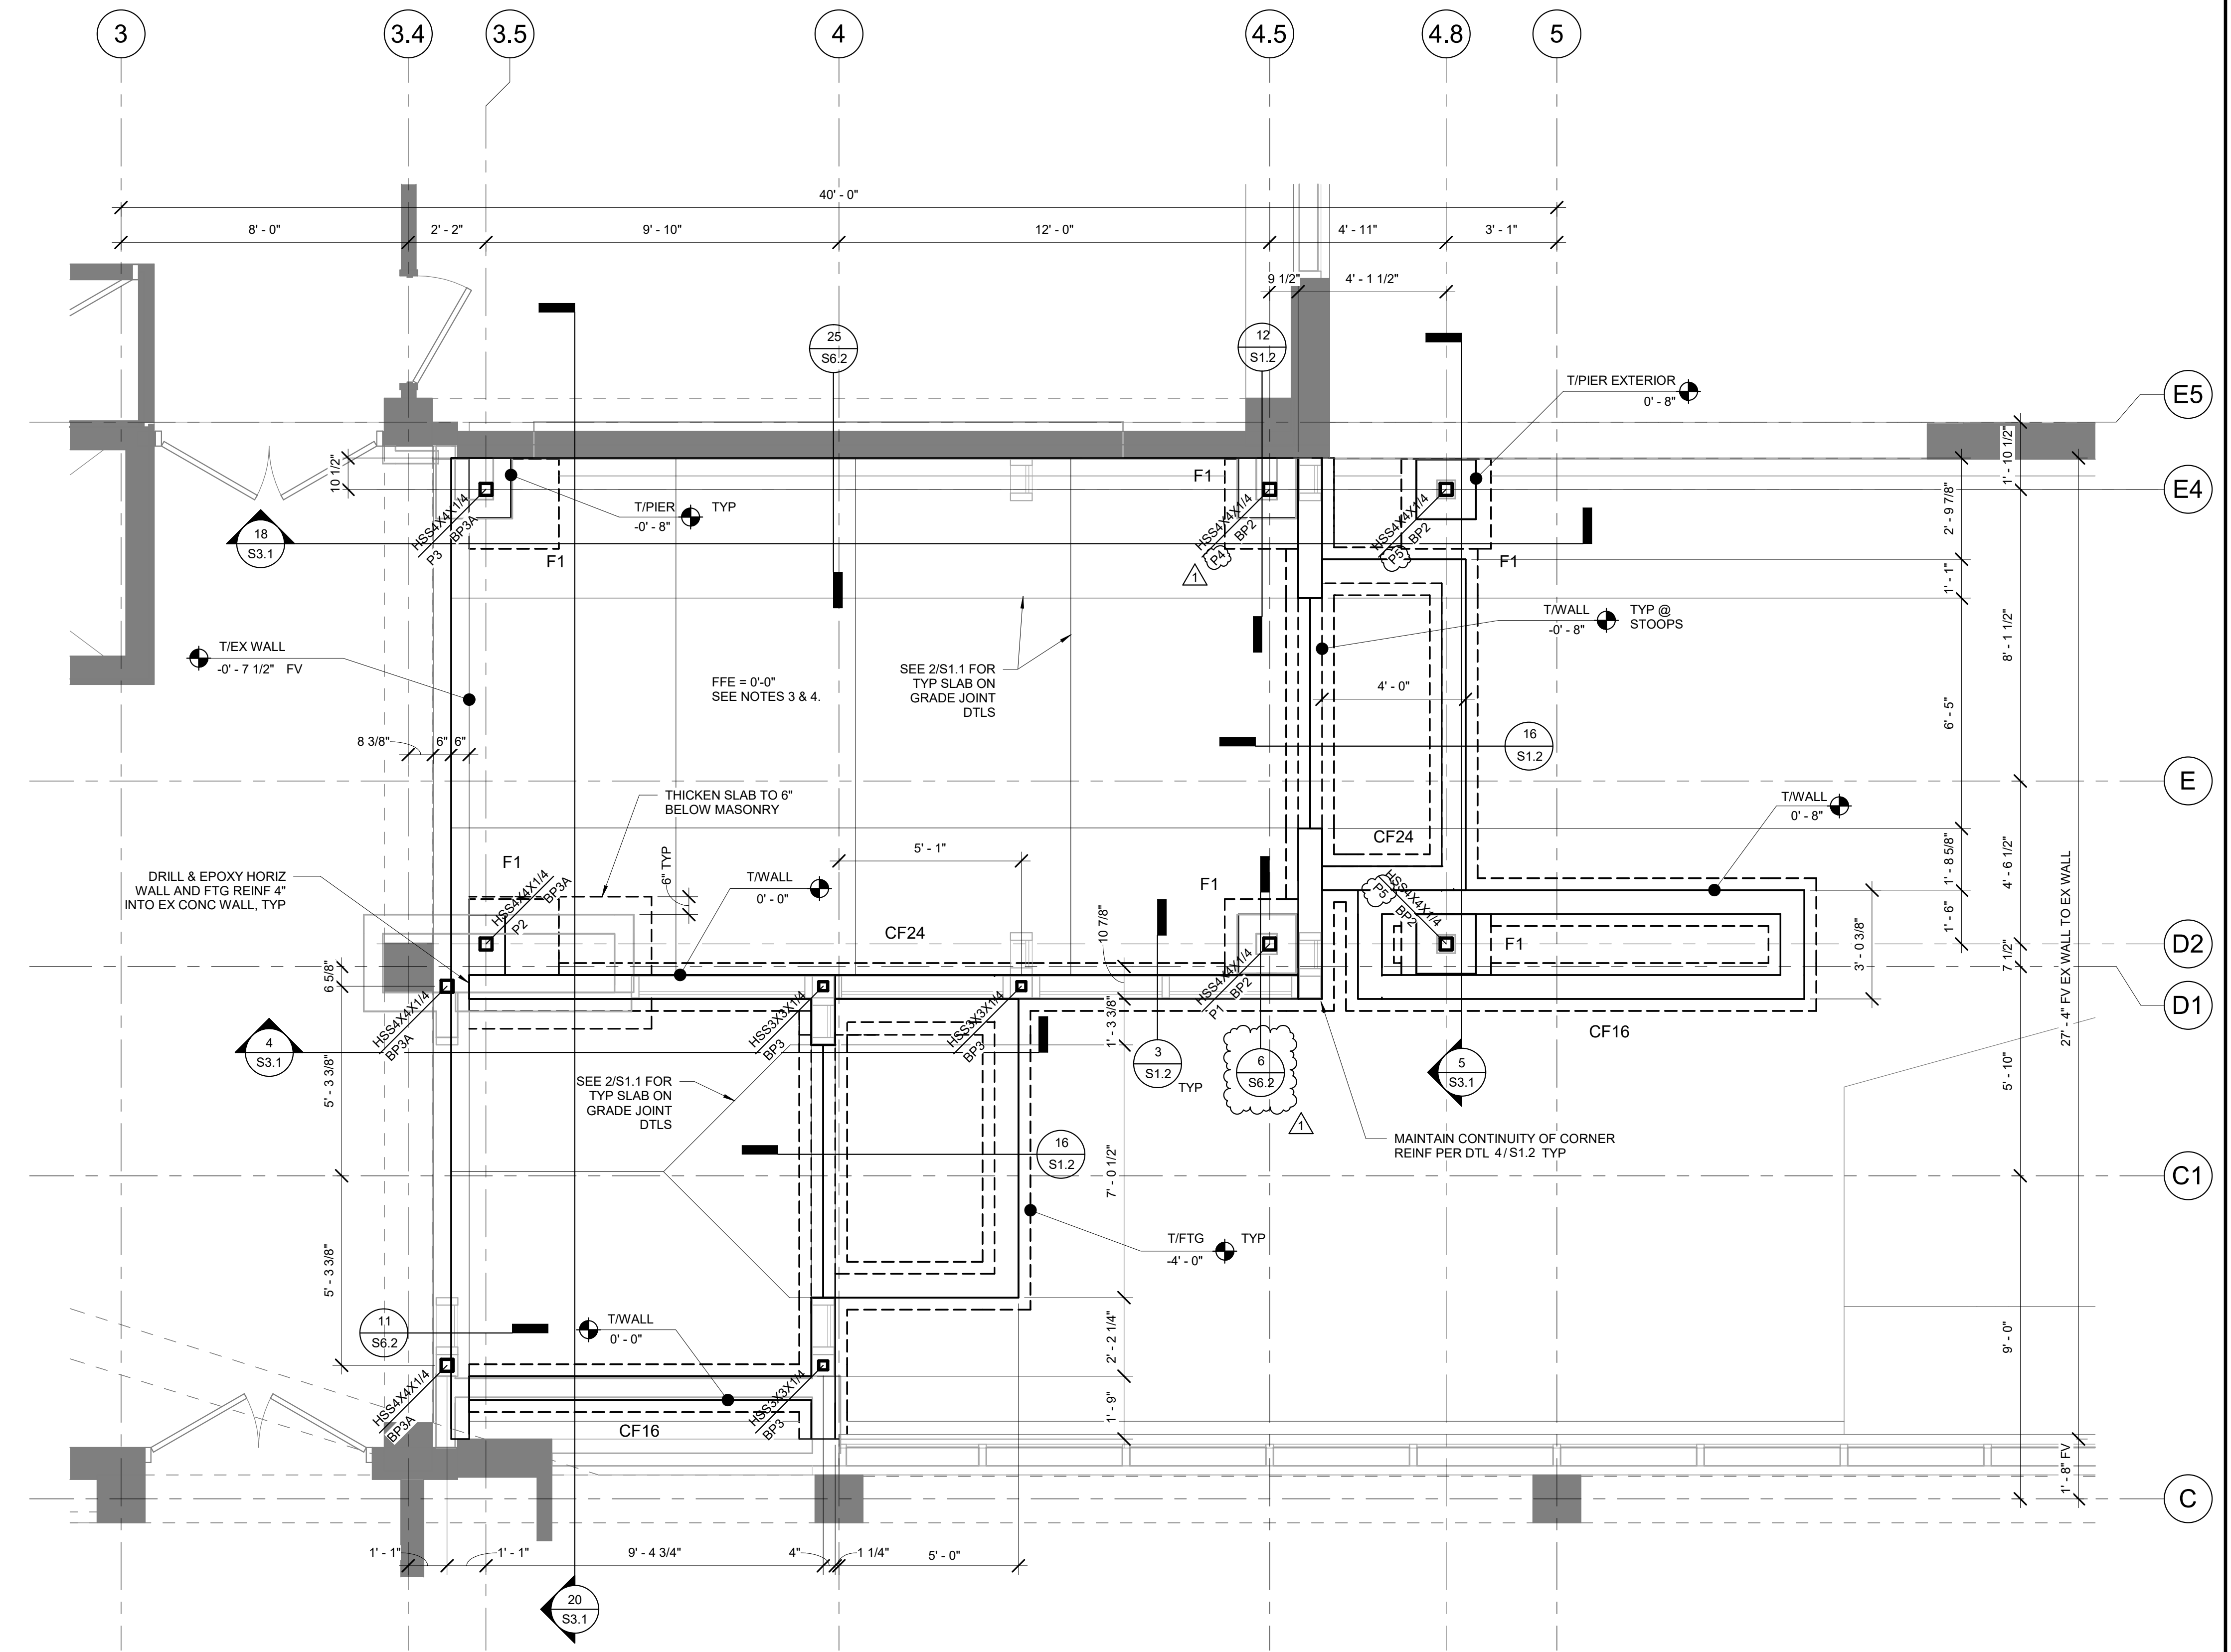 3
3.4
3.5
4
4.5
4.8
5
40' - 0"
8' - 0"
2' - 2"
9' - 10"
12' - 0"
4' - 11"
3' - 1"
9 1/2"
4' - 1 1/2"
25
S6.2
12
S1.2
T/PIER EXTERIOR
0' - 8"
E5
1' - 10 1/2"
10 1/2"
F1
E4
T/PIER TYP
-0' - 8"
HSS4X4X1/4
BP3A
P3
HSS4X4X1/4
BP2
P4
HSS4X4X1/4
BP2
P5
2' - 9 7/8"
18
S3.1
F1
F1
1
1' - 1"
T/WALL TYP @
-0' - 8" STOOPS
T/EX WALL
-0' - 7 1/2" FV
8' - 1 1/2"
SEE 2/S1.1 FOR
TYP SLAB ON
GRADE JOINT
DTLS
FFE = 0'-0"
SEE NOTES 3 & 4.
4' - 0"
6' - 5"
8 3/8"
6"
6"
16
S1.2
E
THICKEN SLAB TO 6"
BELOW MASONRY
T/WALL
0' - 8"
CF24
5' - 1"
F1
6" TYP
1' - 8 5/8"
4' - 6 1/2"
27' - 4" FV EX WALL TO EX WALL
DRILL & EPOXY HORIZ
WALL AND FTG REINF 4"
INTO EX CONC WALL, TYP
HSS4X4X1/4
BP3A
P2
T/WALL
0' - 0"
F1
HSS4X4X1/4
P5
BP2
1' - 6"
CF24
10 7/8"
F1
3' - 0 3/8"
D2
7 1/2"
6 5/8"
HSS4X4X1/4
BP2
P1
D1
HSS4X4X1/4
BP3A
HSS3X3X1/4
BP3
HSS3X3X1/4
BP3
1' - 3 3/8"
CF16
4
S3.1
3
S1.2
TYP
6
S6.2
5
S3.1
5' - 3 3/8"
SEE 2/S1.1 FOR
TYP SLAB ON
GRADE JOINT
DTLS
5' - 10"
1
MAINTAIN CONTINUITY OF CORNER
REINF PER DTL 4/S1.2 TYP
16
S1.2
7' - 0 1/2"
C1
T/FTG TYP
-4' - 0"
5' - 3 3/8"
11
S6.2
T/WALL
0' - 0"
2' - 2 1/4"
9' - 0"
HSS4X4X1/4
BP3A
HSS3X3X1/4
BP3
1' - 9"
CF16
1' - 8" FV
C
1' - 1"
1' - 1"
9' - 4 3/4"
4"
1 1/4"
5' - 0"
20
S3.1